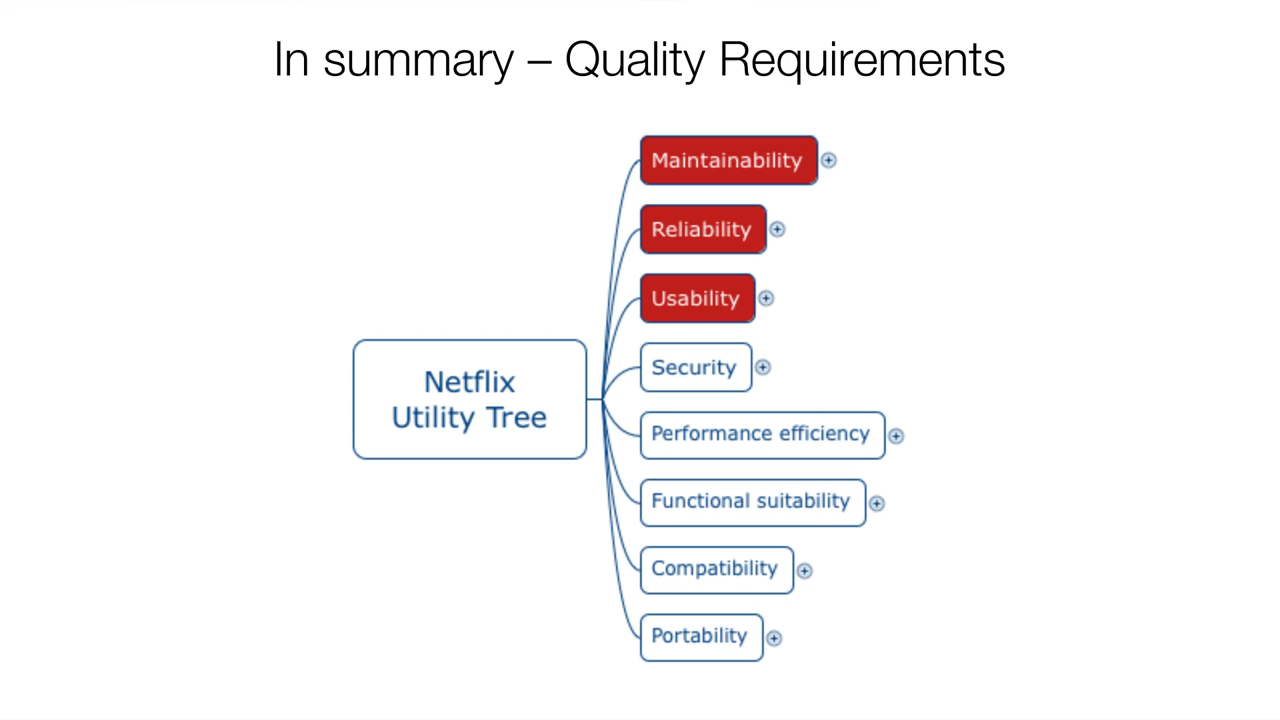 In summary – Quality Requirements
Netflix
Utility Tree
Maintainability
Reliability
Usability
Security
Performance efficiency
Functional suitability
Compatibility
Portability